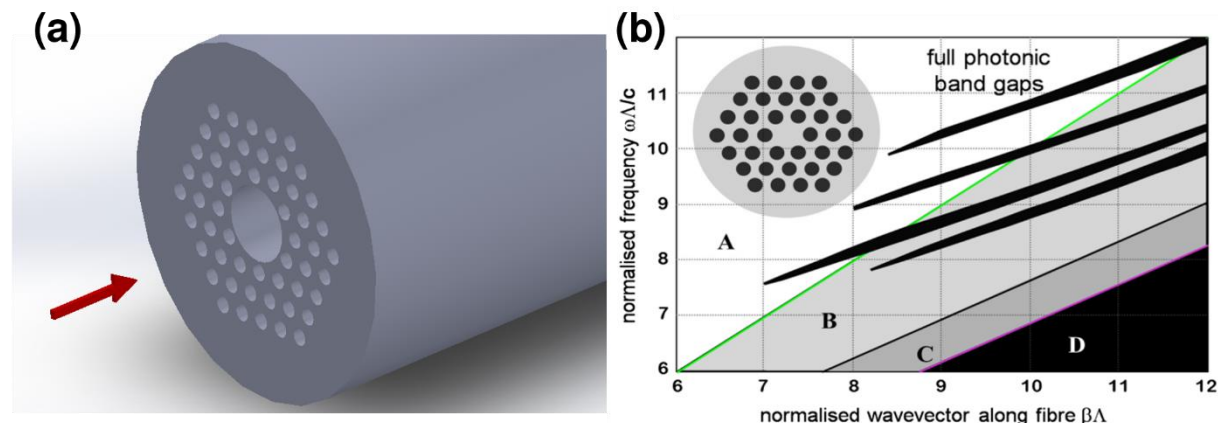 (a)
(b)
full photonic
band gaps
normalised frequency ωΛ/c
11
10
9
8
7
6
A
B
C
D
6 7 8 9 10 11 12
normalised wavevector along fibre βΛ